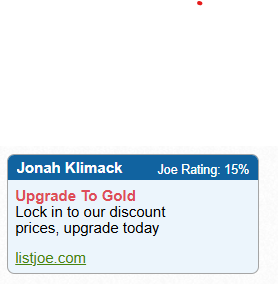 Jonah Klimack Joe Rating: 15%
Upgrade To Gold
Lock in to our discount
prices, upgrade today
listjoe.com